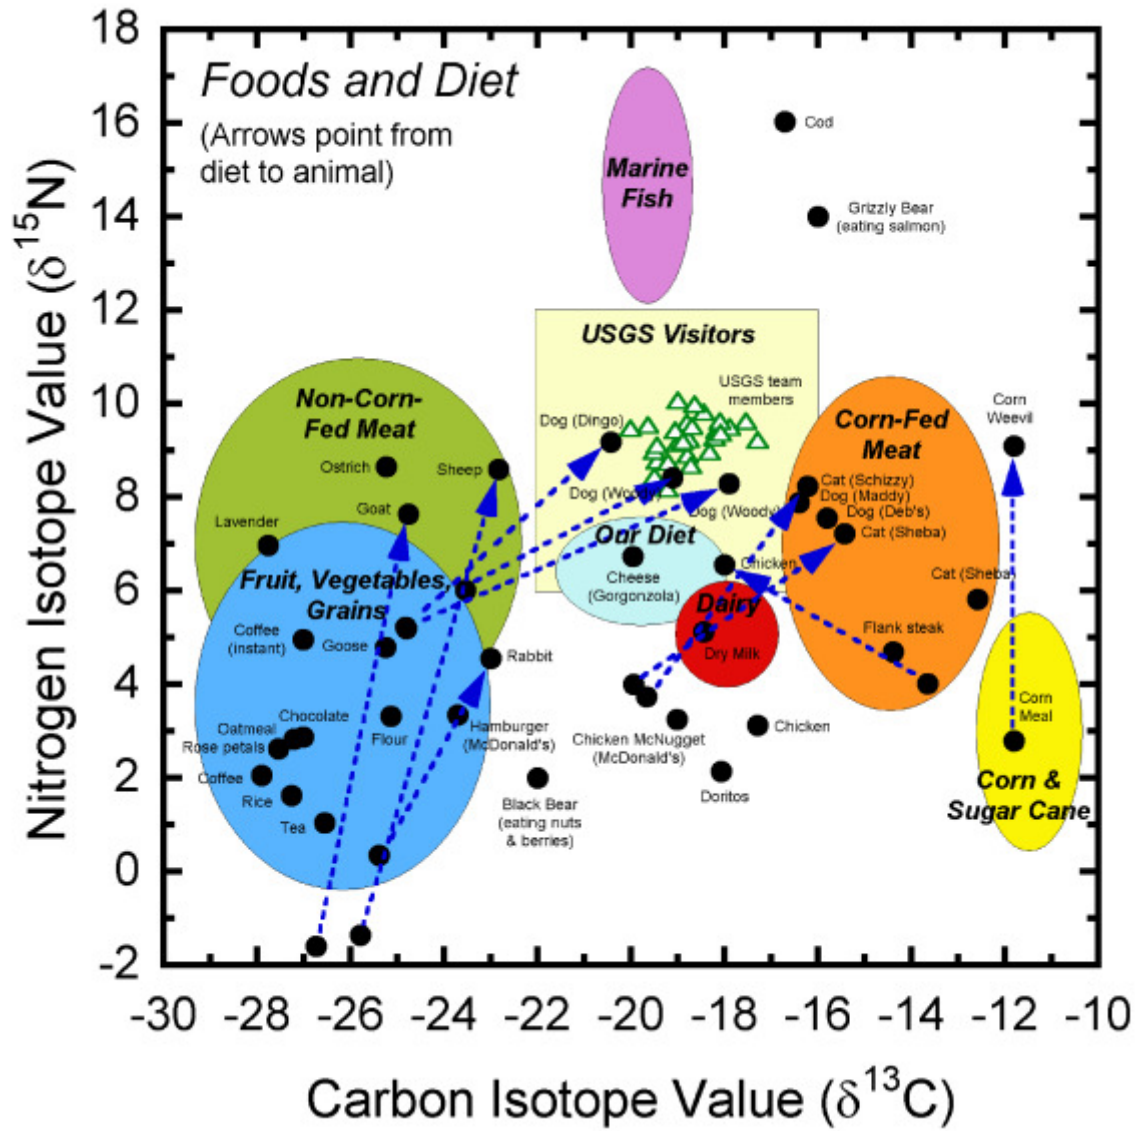 Foods and Diet
(Arrows point from
diet to animal)
Marine
Fish
Cod
Grizzly Bear
(eating salmon)
USGS Visitors
USGS team
members
Non-Corn-
Fed Meat
Corn-Fed
Meat
Corn
Weevil
Dog (Dingo)
Ostrich
Sheep
Goat
Lavender
Dog (Woody)
Dog (Woody)
Cat (Schizzy)
Dog (Maddy)
Dog (Deb's)
Cat (Sheba)
Our Diet
Cheese
(Gorgonzola)
Chicken
Cat (Sheba)
Fruit, Vegetables,
Grains
Dairy
Dry Milk
Flank steak
Coffee
(instant)
Goose
Rabbit
Chocolate
Oatmeal
Rose petals
Flour
Hamburger
(McDonald's)
Chicken McNugget
(McDonald's)
Chicken
Corn
Meal
Coffee
Rice
Tea
Black Bear
(eating nuts
& berries)
Doritos
Corn &
Sugar Cane
18
16
14
12
10
8
6
4
2
0
-2
-30 -28 -26 -24 -22 -20 -18 -16 -14 -12 -10
Nitrogen Isotope Value (δ15N)
Carbon Isotope Value (δ13C)